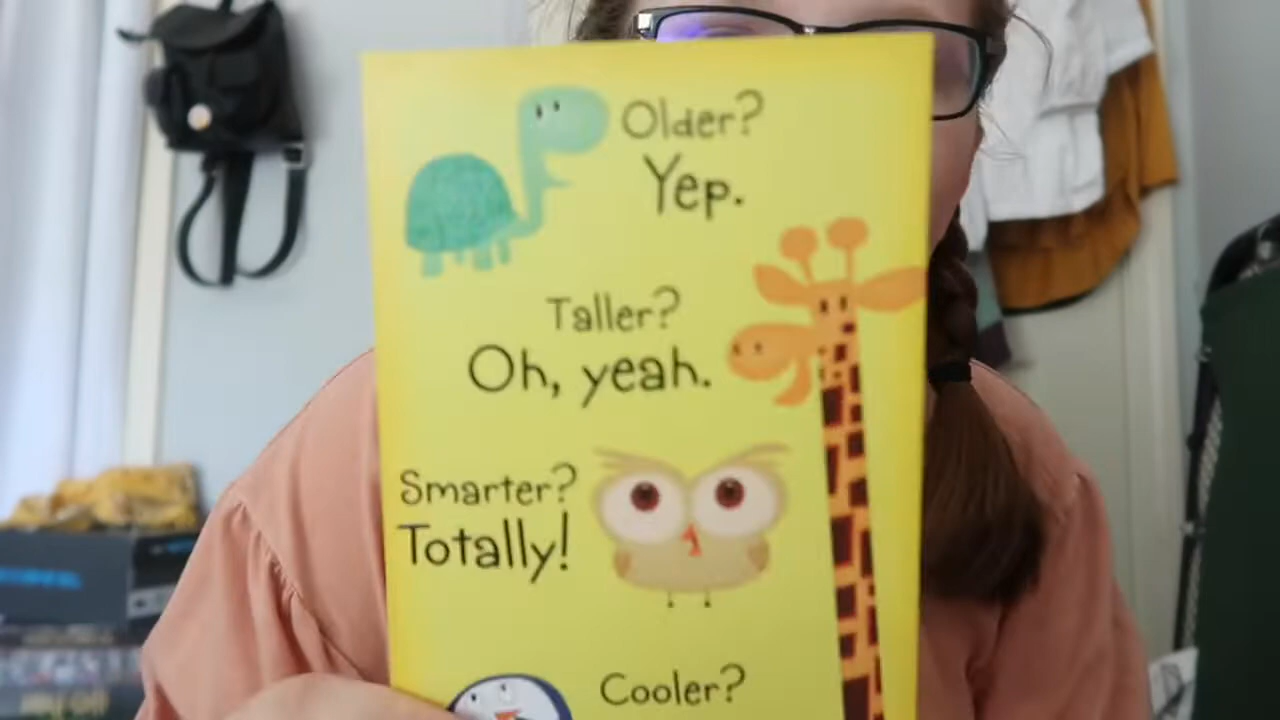 Older?
Yep.
Taller?
Oh, yeah.
Smarter?
Totally!
Cooler?